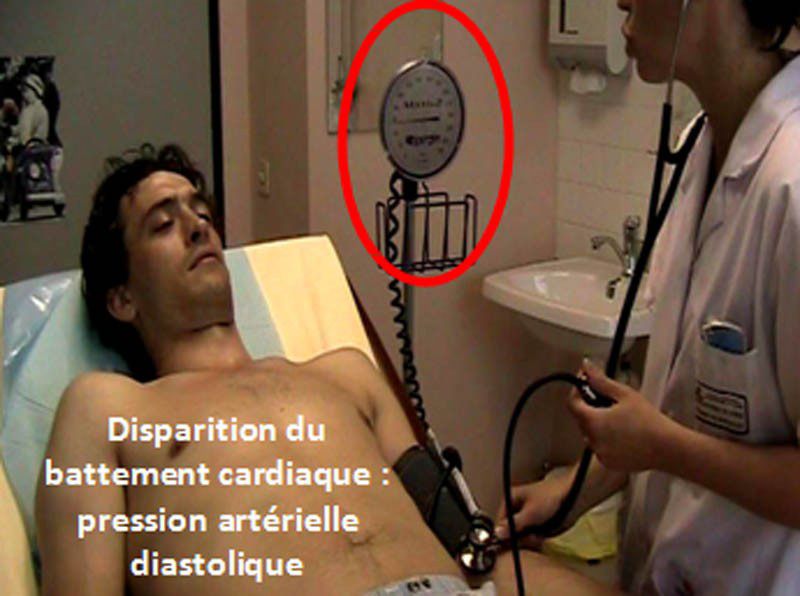 Disparition du
battement cardiaque :
pression artérielle
diastolique